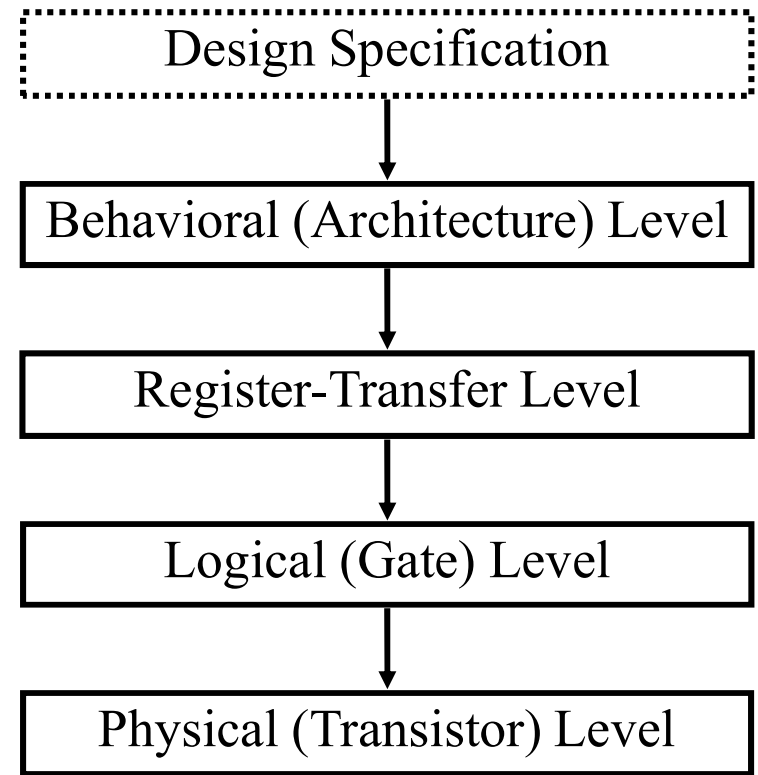 Design Specification
Behavioral (Architecture) Level
Register-Transfer Level
Logical (Gate) Level
Physical (Transistor) Level